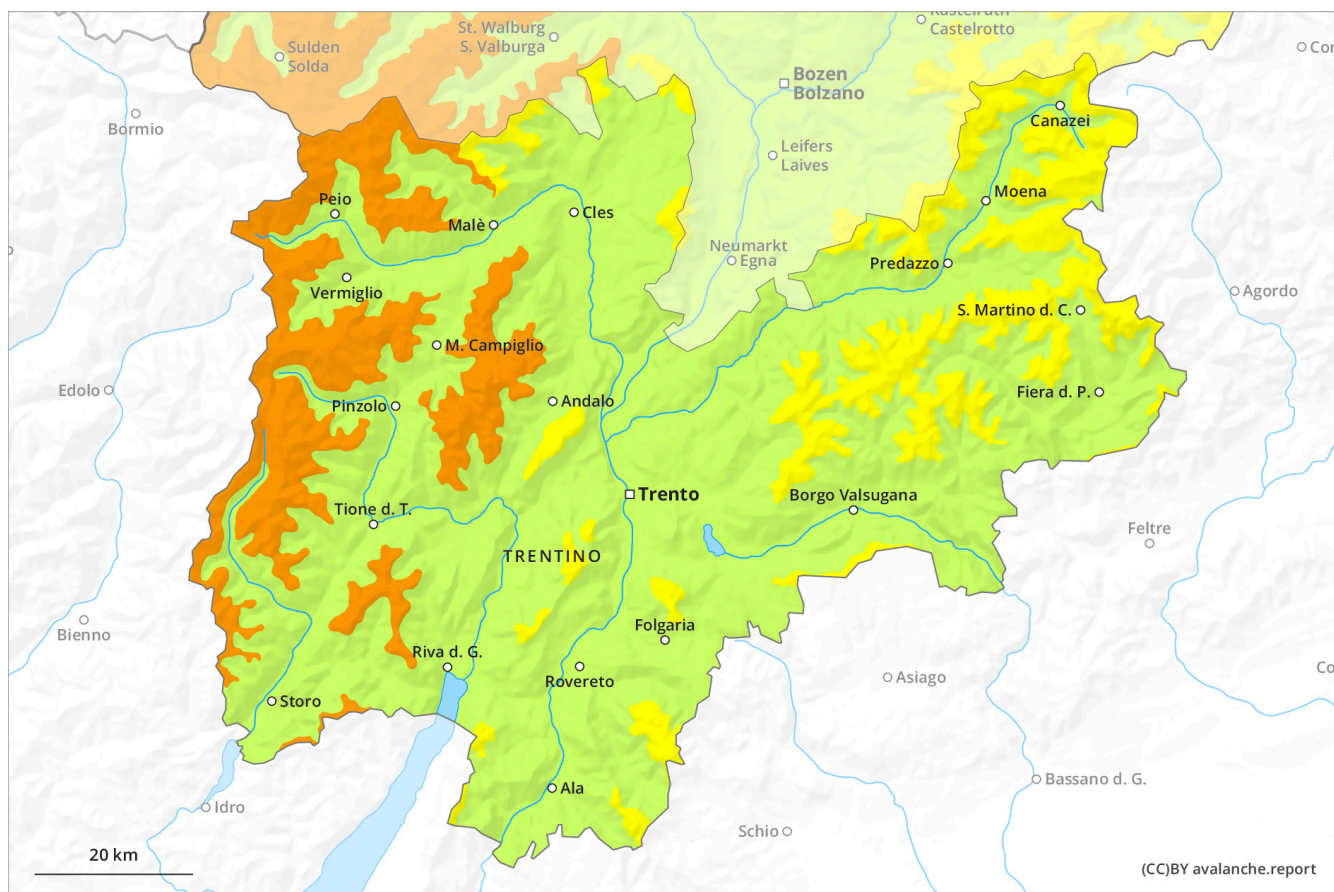 Kastelruth
Castelrotto
St. Walburg
S. Valburga
Sulden
Solda
Cor
Bozen
Bolzano
Bormio
Canazei
Leifers
Laives
Moena
Peio
Malè
Cles
Neumarkt
Egna
Predazzo
Vermiglio
Agordo
S. Martino d. C.
M. Campiglio
Edolo
Pinzolo
Andalo
Fiera d. P.
Trento
Borgo Valsugana
Tione d. T.
Feltre
TRENTINO
Bienno
Folgaria
Riva d. G.
Rovereto
Asiago
Co
Storo
Bassano d. G.
Ala
Idro
Schio
20 km
(CC)BY avalanche.report